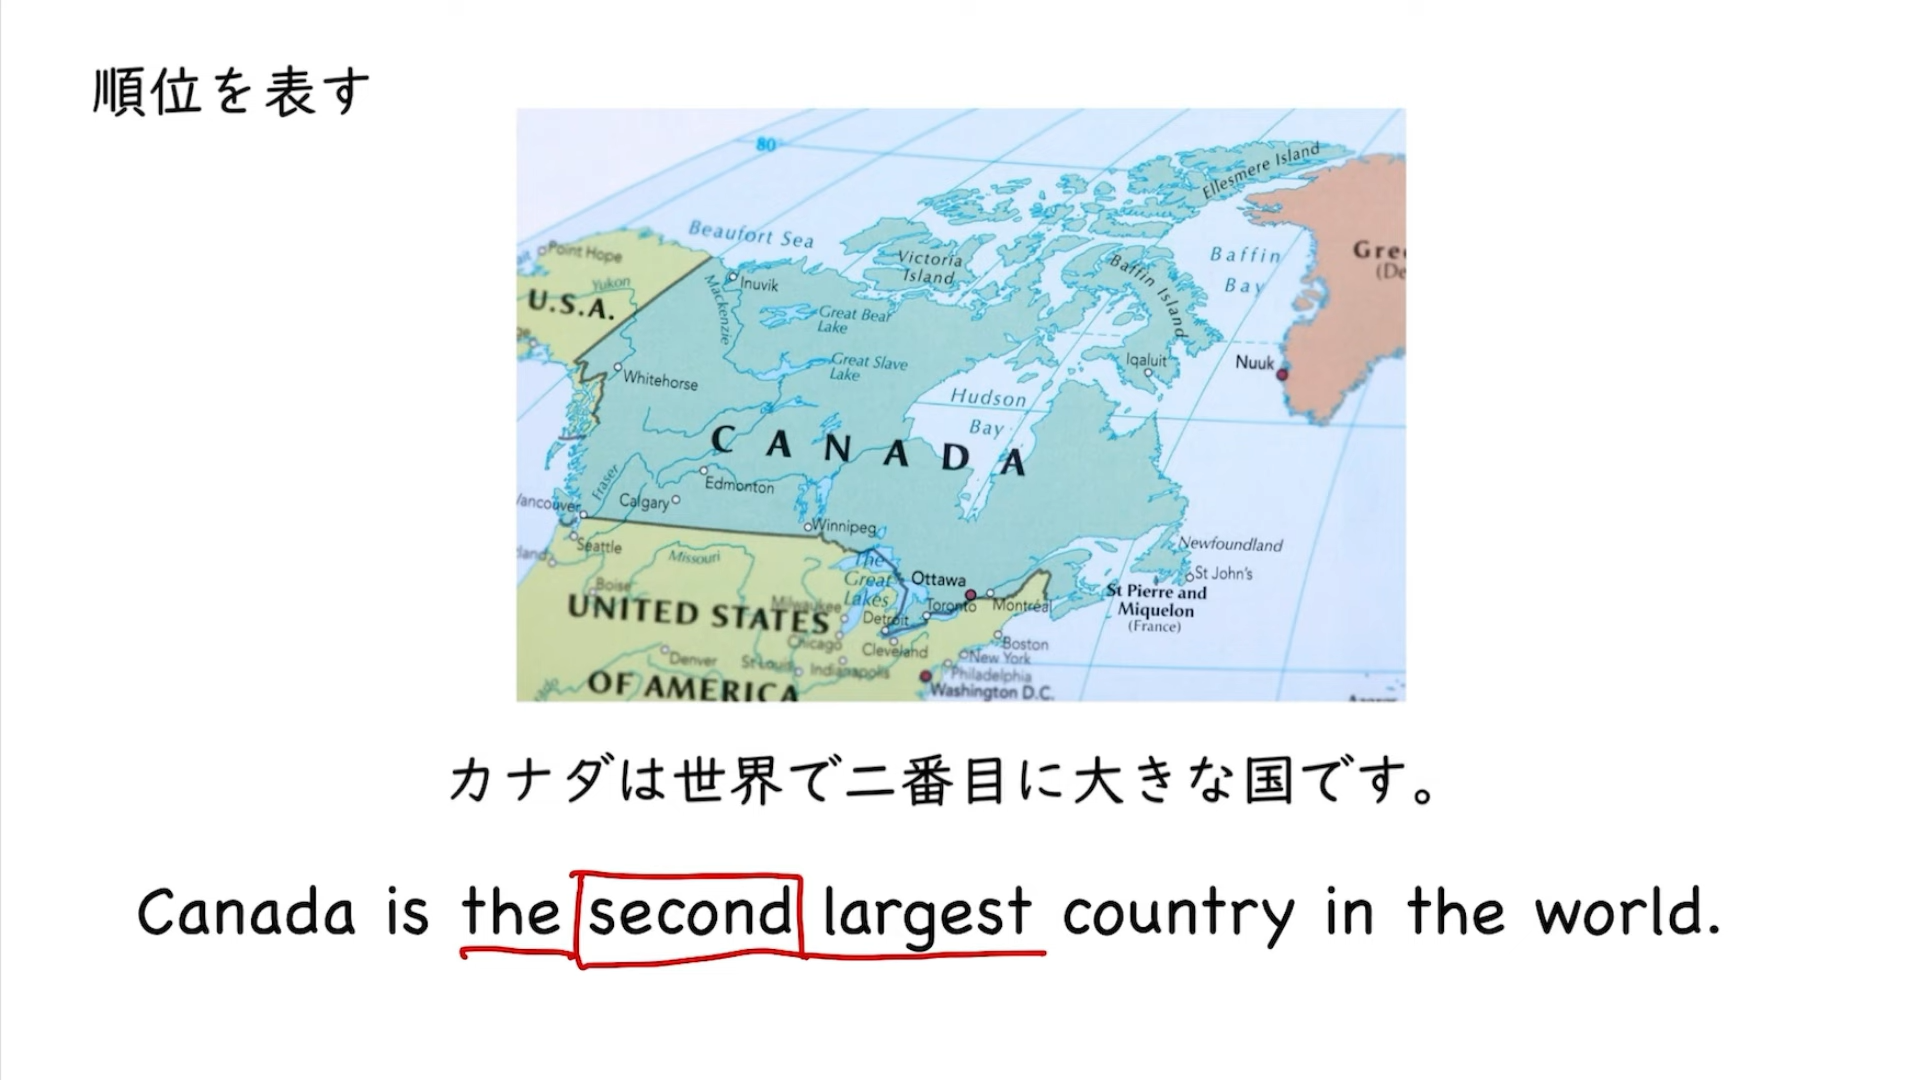 順位を表す
80
Ellesmere Island
Beaufort Sea
Point Hope
Yukon
U.S.A.
Inuvik
Mackenzie
Victoria
Island
Baffin
Bay
Baffin Island
Great Bear
Lake
Great Slave
Lake
Whitehorse
Iqaluit
Nuuk
Hudson
Bay
CANADA
Fraser
Edmonton
Calgary
Winnipeg
Seattle
Missouri
Boise
Newfoundland
St John's
St Pierre and
Miquelon
(France)
The
Great
Lakes
Ottawa
Toronto
Montréal
Milwaukee
Detroit
UNITED STATES
Chicago
Cleveland
Boston
New York
Denver
St Louis
Indianapolis
Philadelphia
Washington D.C.
OF AMERICA
カナダは世界で二番目に大きな国です。
Canada is the second largest country in the world.